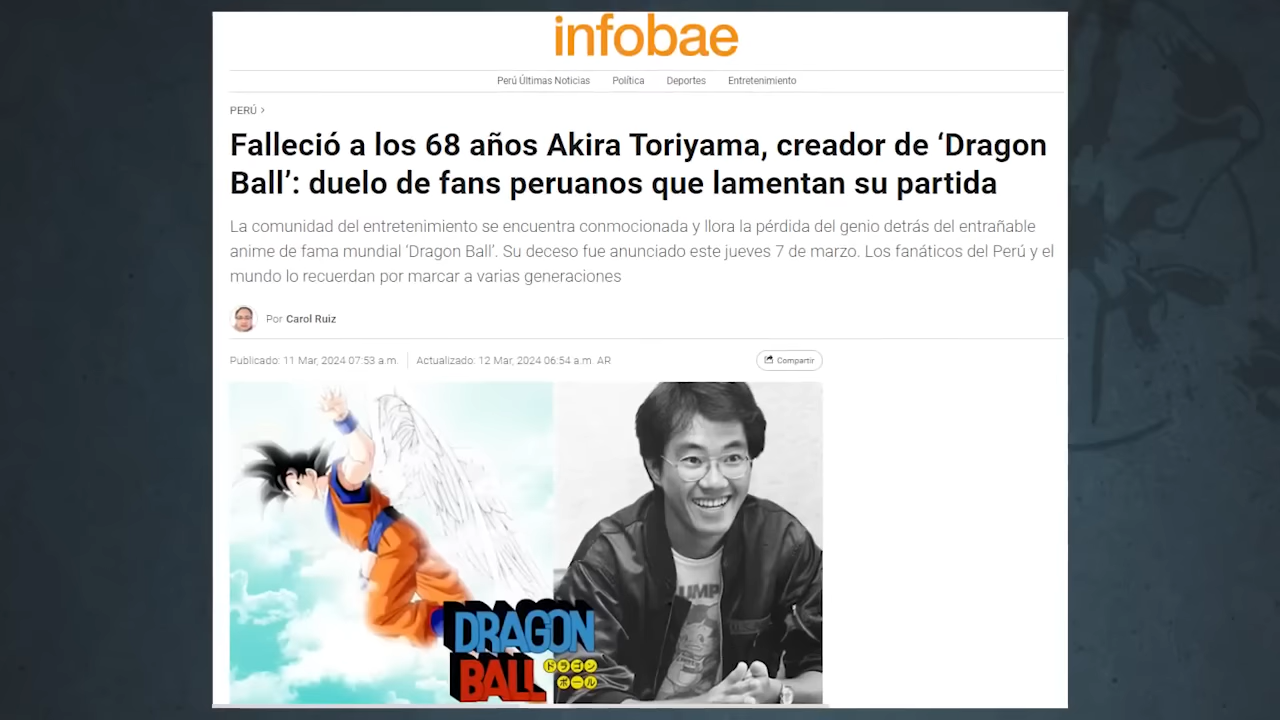 infobae
Perú Últimas Noticias Política Deportes Entretenimiento
PERÚ >
Falleció a los 68 años Akira Toriyama, creador de ‘Dragon
Ball’: duelo de fans peruanos que lamentan su partida
La comunidad del entretenimiento se encuentra conmocionada y llora la pérdida del genio detrás del entrañable
anime de fama mundial ‘Dragon Ball’. Su deceso fue anunciado este jueves 7 de marzo. Los fanáticos del Perú y el
mundo lo recuerdan por marcar a varias generaciones
Por Carol Ruiz
Publicado: 11 Mar, 2024 07:53 a.m. Actualizado: 12 Mar, 2024 06:54 a.m. AR
Compartir
DRAGON
BALL
ドラゴン
ボール